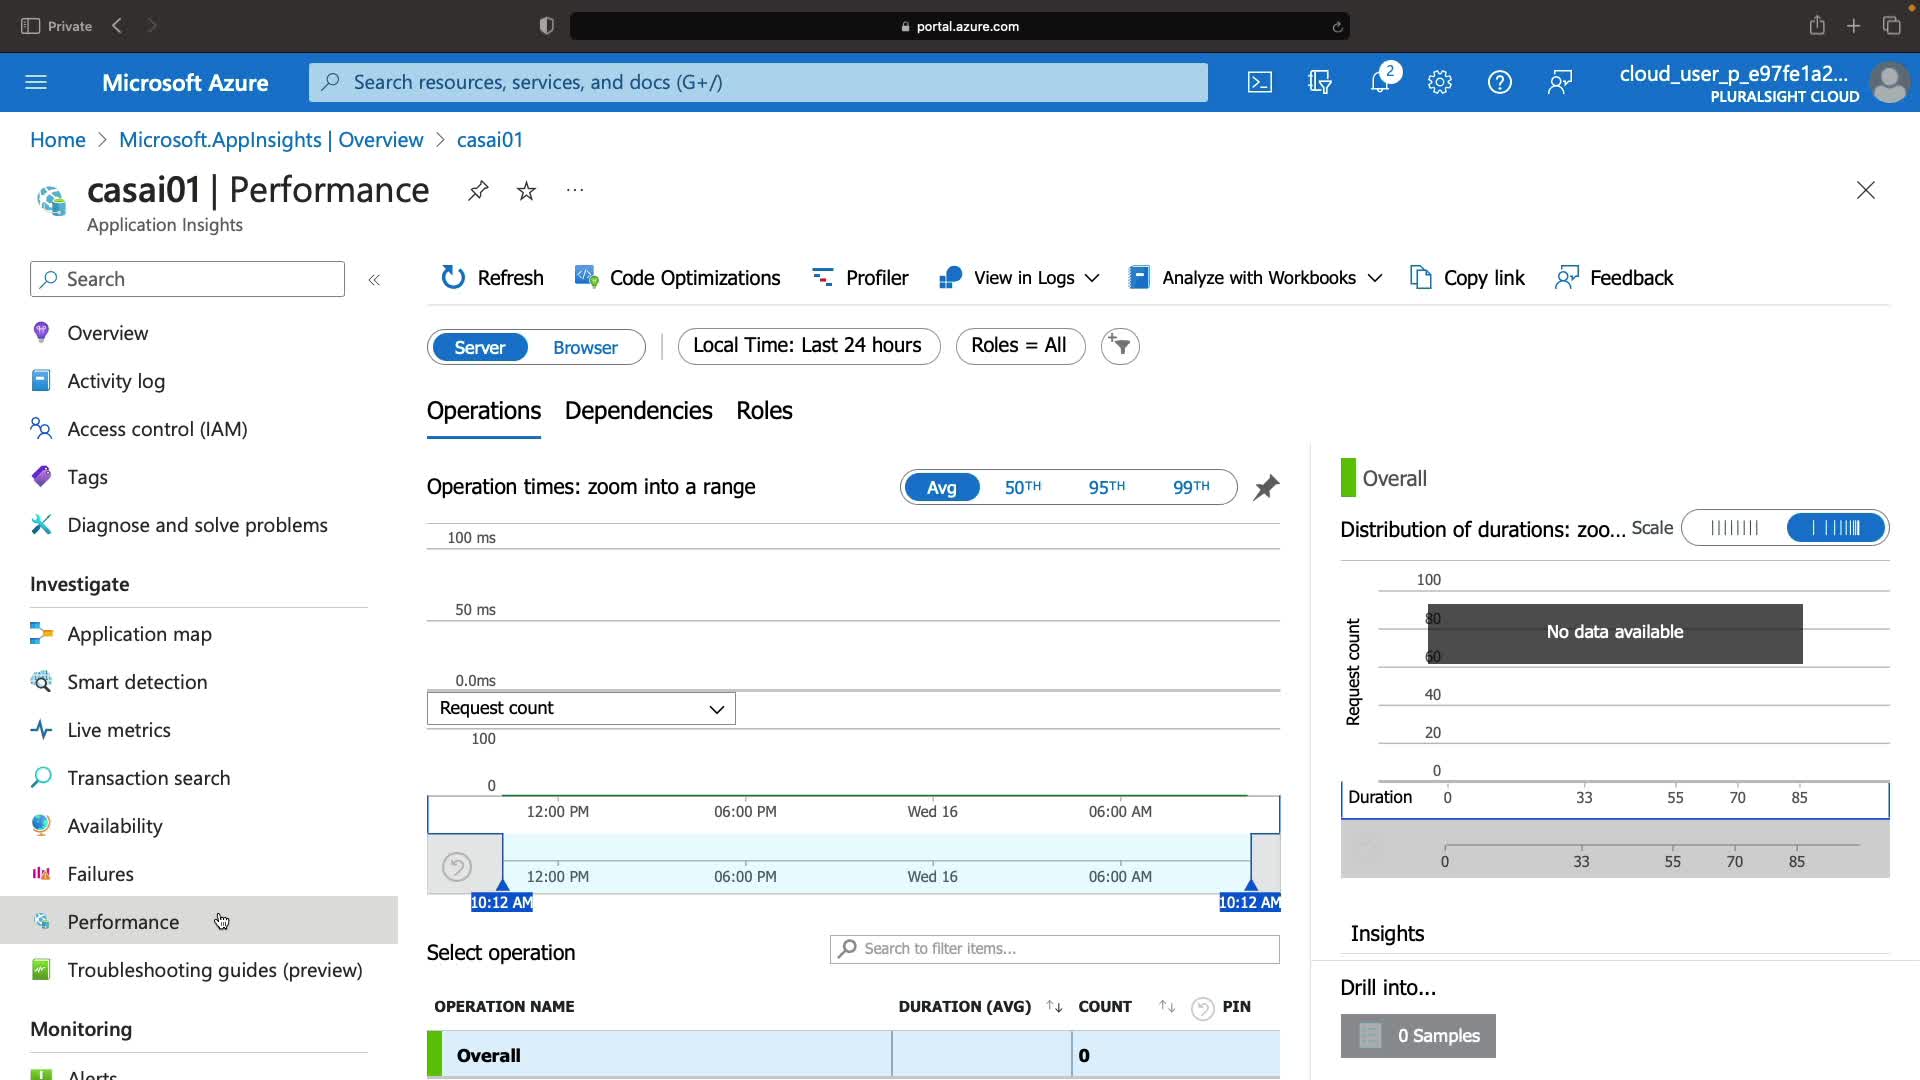 Private
portal.azure.com
Microsoft Azure
Search resources, services, and docs (G+/)
2
cloud_user_p_e97fe1a2...
PLURALSIGHT CLOUD
Home > Microsoft.AppInsights | Overview > casai01
casai01 | Performance
Application Insights
Search
Refresh
Code Optimizations
Profiler
View in Logs
Analyze with Workbooks
Copy link
Feedback
Overview
Activity log
Access control (IAM)
Tags
Diagnose and solve problems
Investigate
Application map
Smart detection
Live metrics
Transaction search
Availability
Failures
Performance
Troubleshooting guides (preview)
Monitoring
Alerts
Server
Browser
Local Time: Last 24 hours
Roles = All
Operations
Dependencies
Roles
Operation times: zoom into a range
Avg
50TH
95TH
99TH
100 ms
50 ms
0.0ms
Request count
100
0
12:00 PM
06:00 PM
Wed 16
06:00 AM
12:00 PM
06:00 PM
Wed 16
06:00 AM
10:12 AM
10:12 AM
Select operation
Search to filter items...
OPERATION NAME
DURATION (AVG)
COUNT
PIN
Overall
0
Overall
Distribution of durations: zoo...
Scale
Request count
100
80
No data available
60
40
20
0
Duration
0
33
55
70
85
0
33
55
70
85
Insights
Drill into...
0 Samples